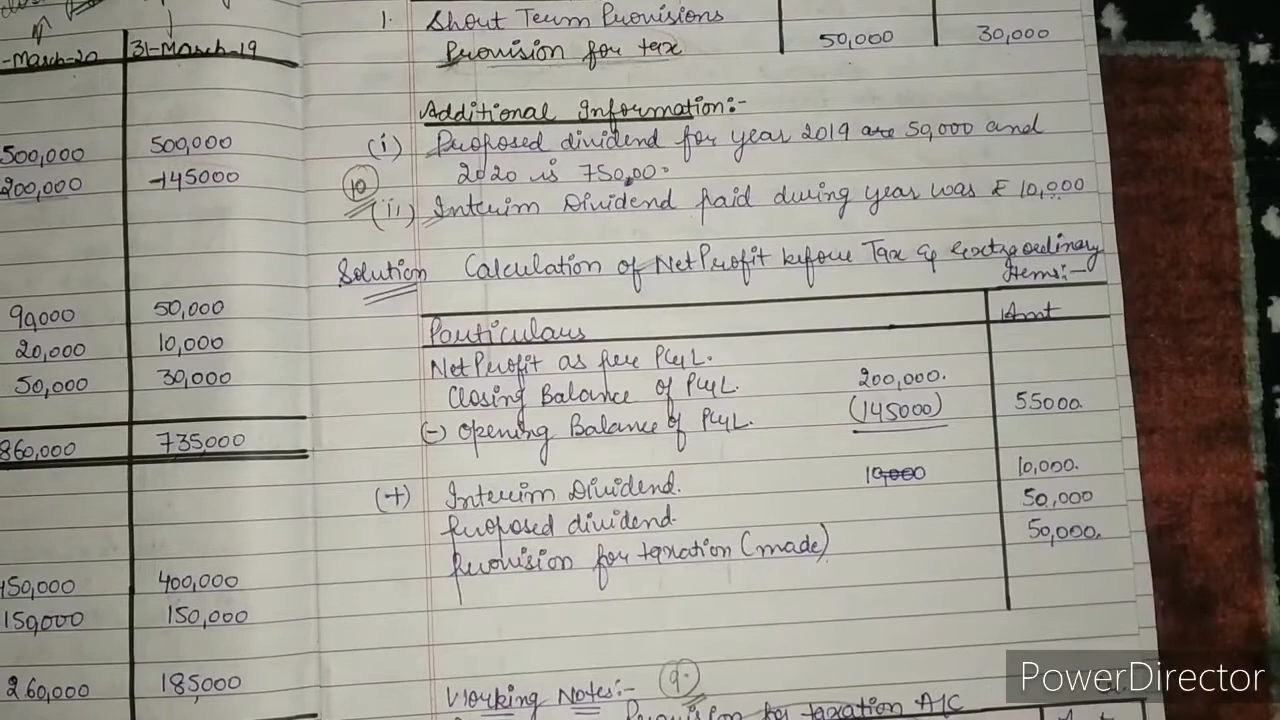 -March-20 31-March-19
500,000 500,000
200,000 145000
90,000 50,000
20,000 10,000
50,000 30,000
860,000 735000
150,000 400,000
150,000 150,000
260,000 185,000
1. Short Term Provisions
Provision for tax 50,000 30,000
Additional Information:-
(i) Proposed dividend for year 2019 are 50,000 and
2020 is 750,00.
10
(ii) Interim Dividend paid during year was ₹ 10,000
Solution Calculation of Net Profit before Tax & Extraordinary
Items:-
Particulars Amt
Net Profit as per P&L.
Closing Balance of P&L. 200,000.
(-) Opening Balance of P&L. (145000) 55000
(+) Interim Dividend. 10,000 10,000.
Proposed dividend. 50,000
Provision for taxation (made) 50,000.
Working Notes:- 9.
Provision for taxation A/C
PowerDirector